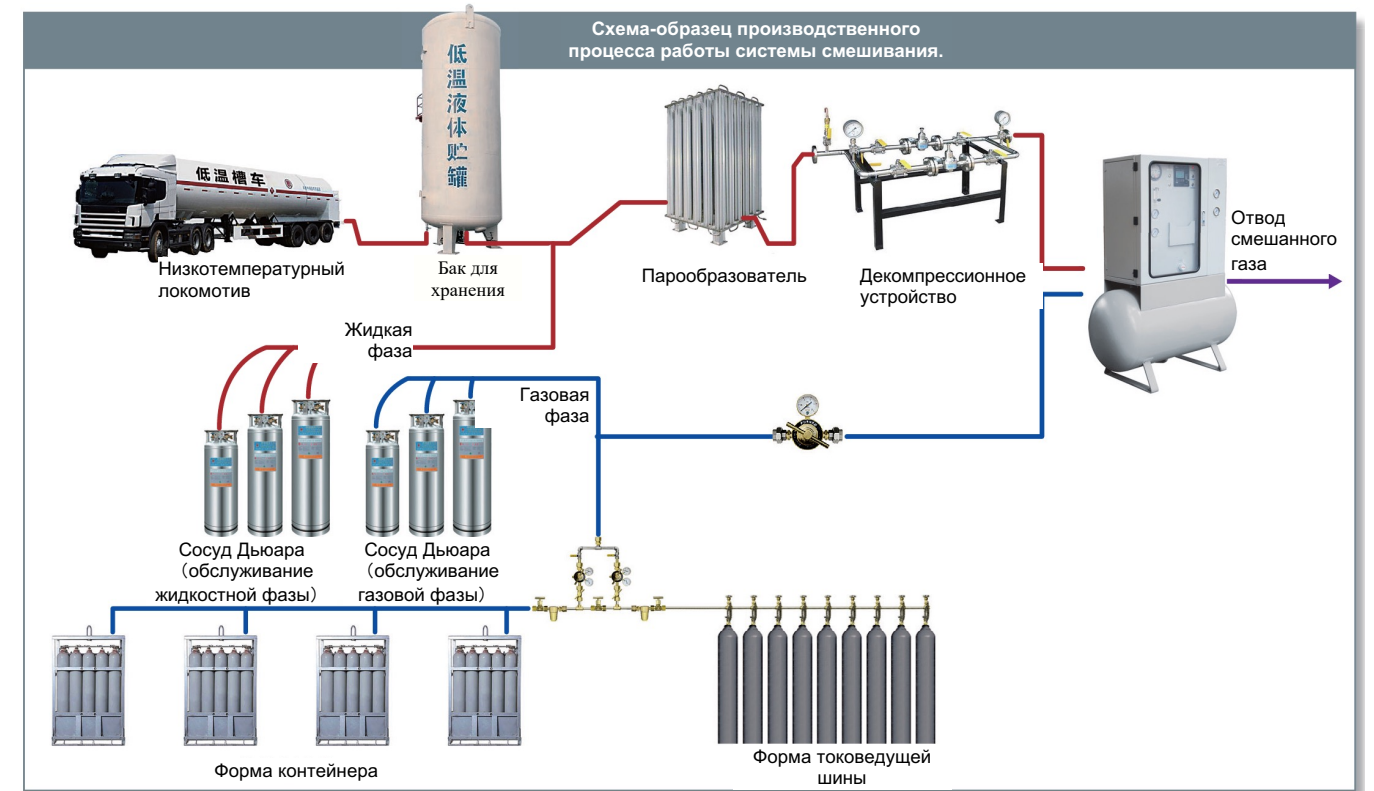 Схема-образец производственного
процесса работы системы смешивания.
低温液体贮罐
低温槽车
Низкотемпературный
локомотив
Бак для
хранения
Парообразователь
Декомпрессионное
устройство
Отвод
смешанного
газа
Жидкая
фаза
Газовая
фаза
Сосуд Дьюара
（обслуживание
жидкостной фазы）
Сосуд Дьюара
（обслуживание
газовой фазы）
Форма контейнера
Форма токоведущей
шины